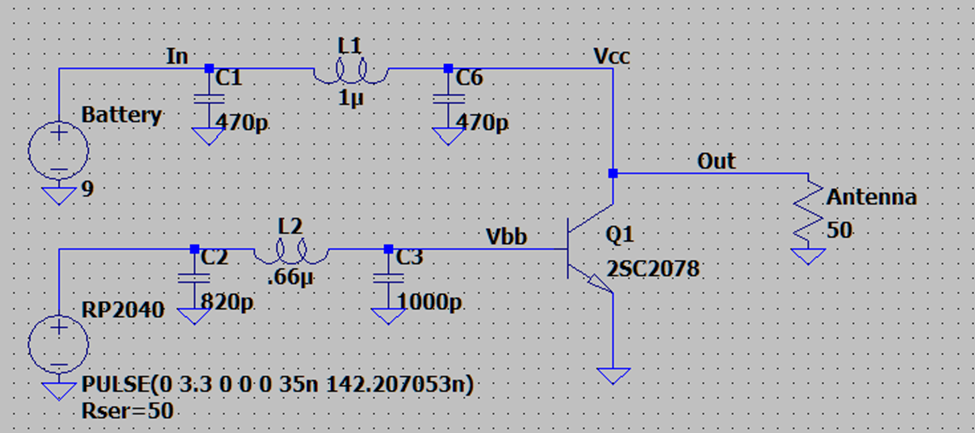 In
L1
Vcc
C1
C6
1µ
Battery
470p
470p
Out
9
Antenna
50
L2
Vbb
Q1
C2
C3
.66µ
2SC2078
RP2040
820p
1000p
PULSE(0 3.3 0 0 0 35n 142.207053n)
Rser=50